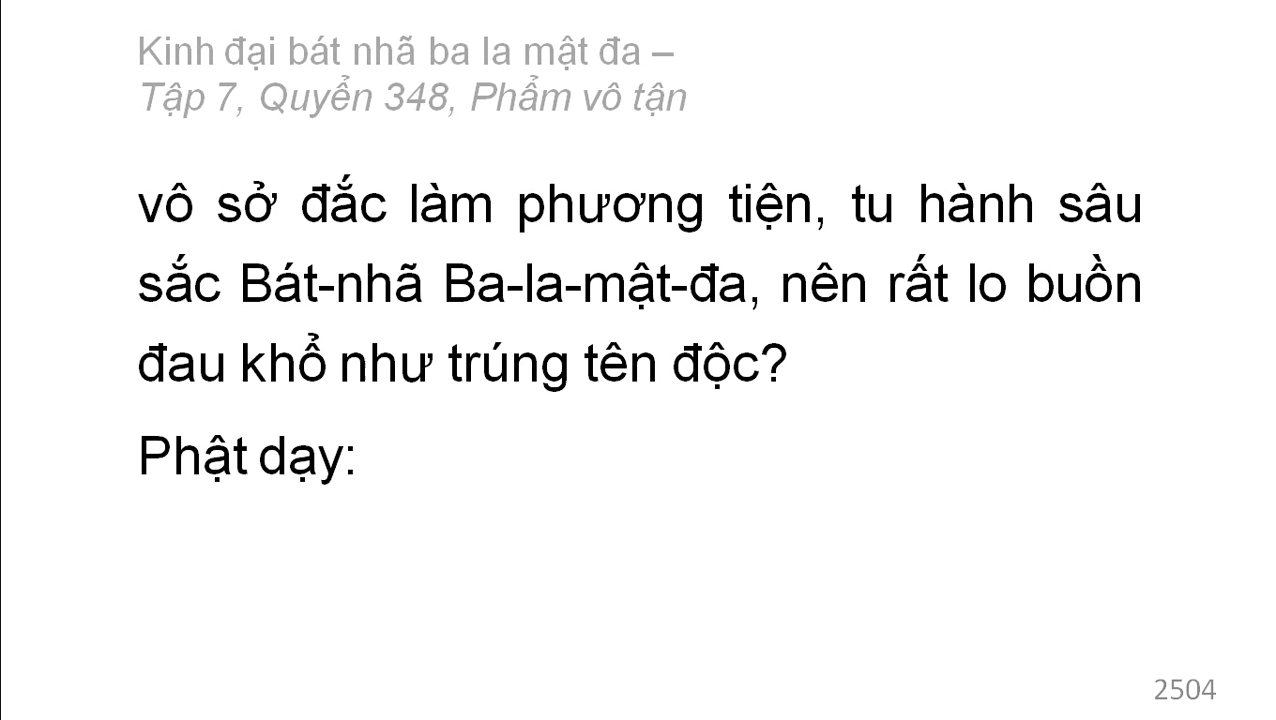 Kinh đại bát nhã ba la mật đa –
Tập 7, Quyển 348, Phẩm vô tận
vô sở đắc làm phương tiện, tu hành sâu
sắc Bát-nhã Ba-la-mật-đa, nên rất lo buồn
đau khổ như trúng tên độc?
Phật dạy:
2504